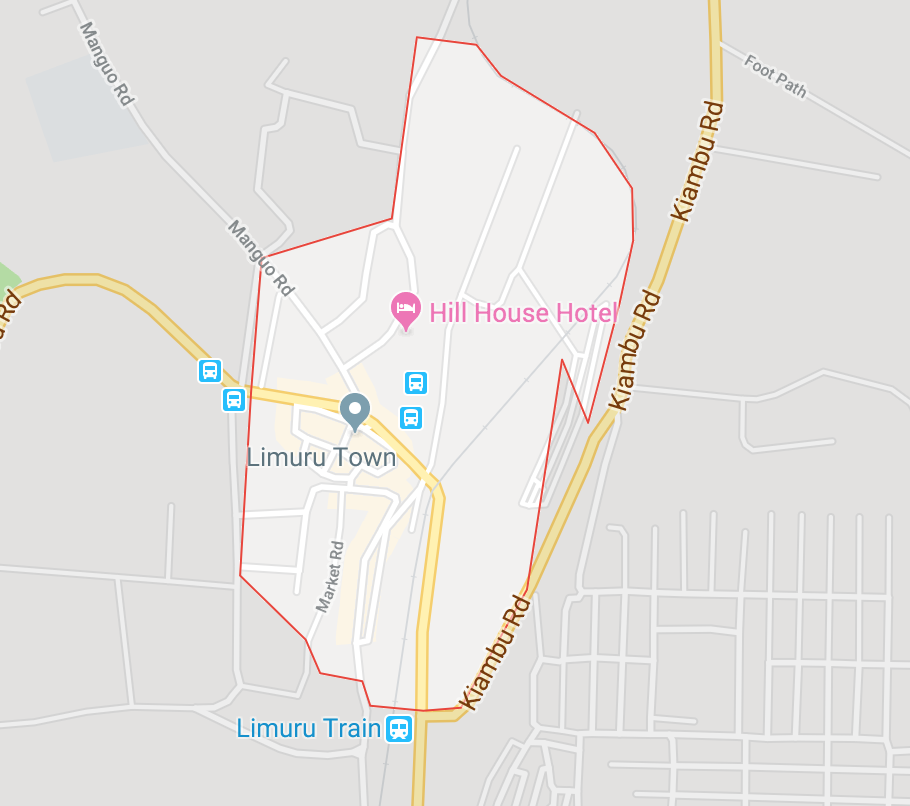 Manguo Rd
Foot Path
Kiambu Rd
Manguo Rd
Rd
Hill House Hotel
Kiambu Rd
Limuru Town
Market Rd
Kiambu Rd
Limuru Train